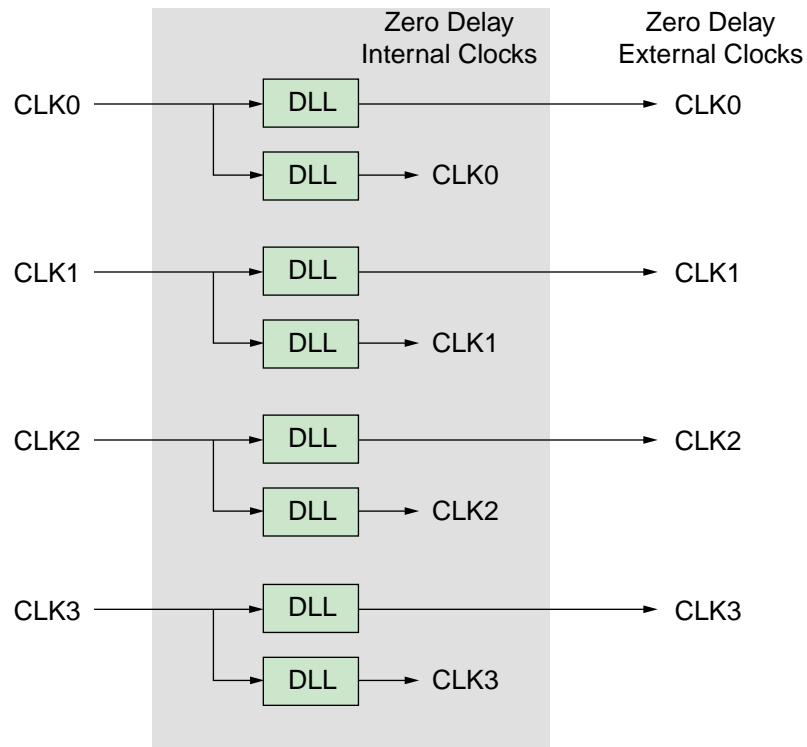 Zero Delay
Internal Clocks
Zero Delay
External Clocks
CLK0
DLL
CLK0
DLL
CLK0
CLK1
DLL
CLK1
DLL
CLK1
CLK2
DLL
CLK2
DLL
CLK2
CLK3
DLL
CLK3
DLL
CLK3